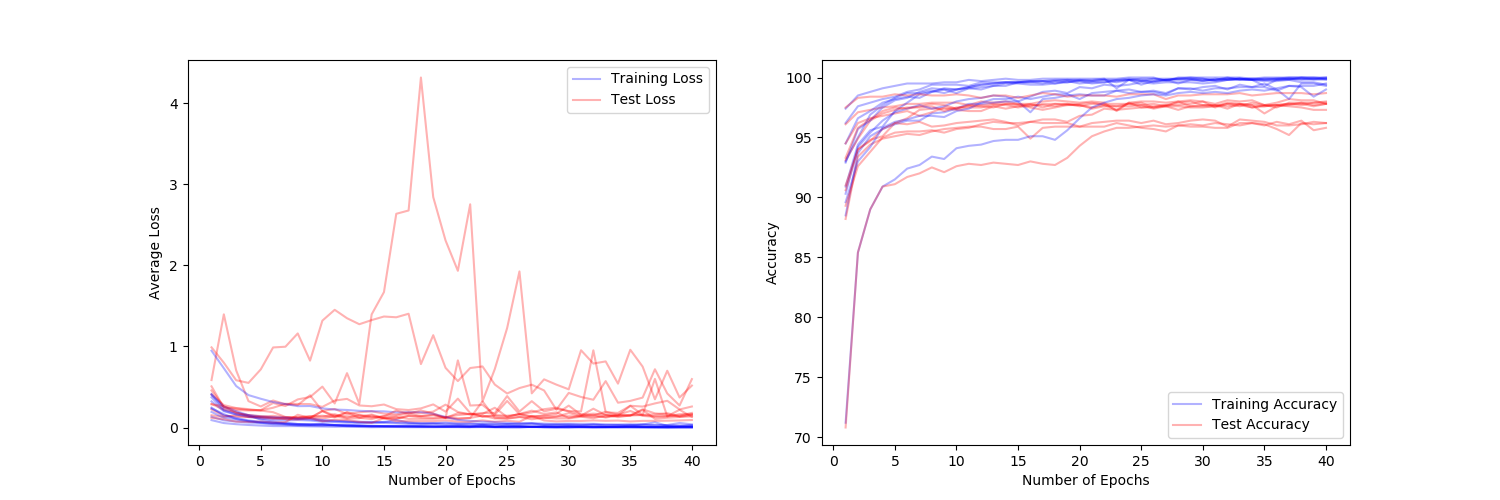 Training Loss
Test Loss
4
3
2
1
0
Average Loss
0 5 10 15 20 25 30 35 40
Number of Epochs
100
95
90
85
80
75
70
Accuracy
Training Accuracy
Test Accuracy
0 5 10 15 20 25 30 35 40
Number of Epochs